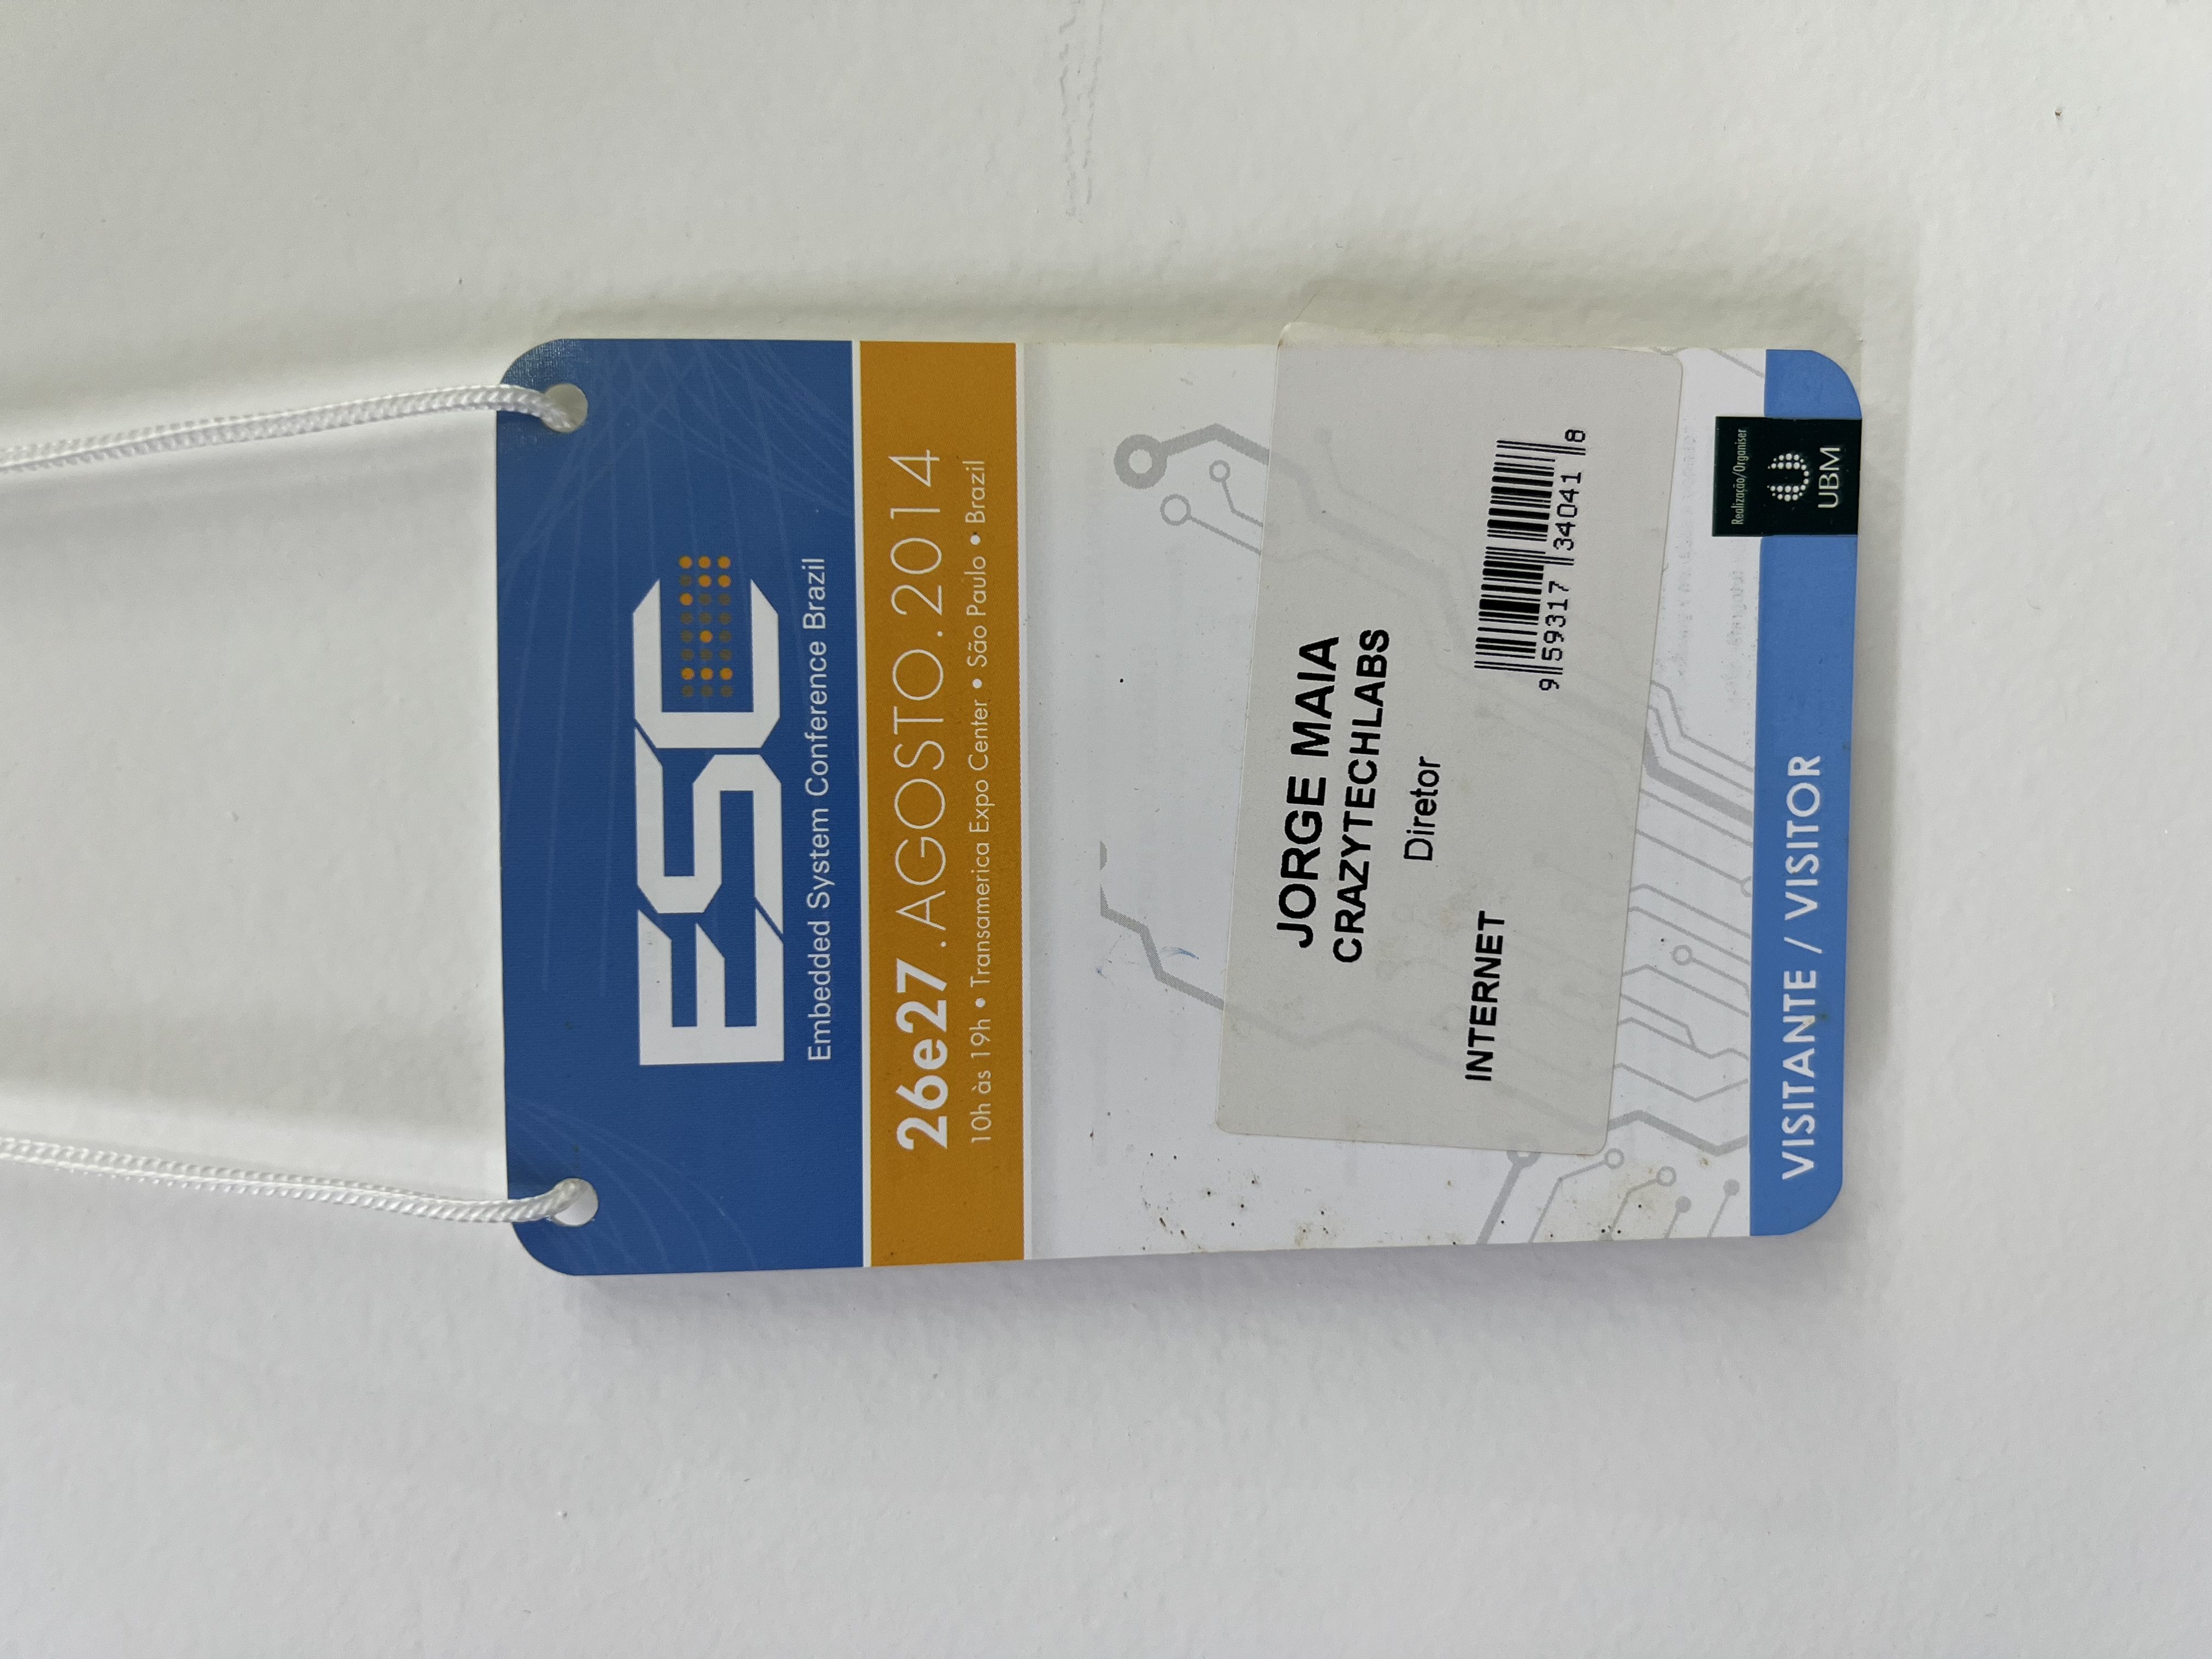 ESC
Embedded System Conference Brazil
26e27.AGOSTO.2014
10h às 19h • Transamerica Expo Center • São Paulo • Brazil
JORGE MAIA
CRAZYTECHLABS
Diretor
INTERNET
9 59317 34041 8
VISITANTE / VISITOR
Realização/Organiser
UBM